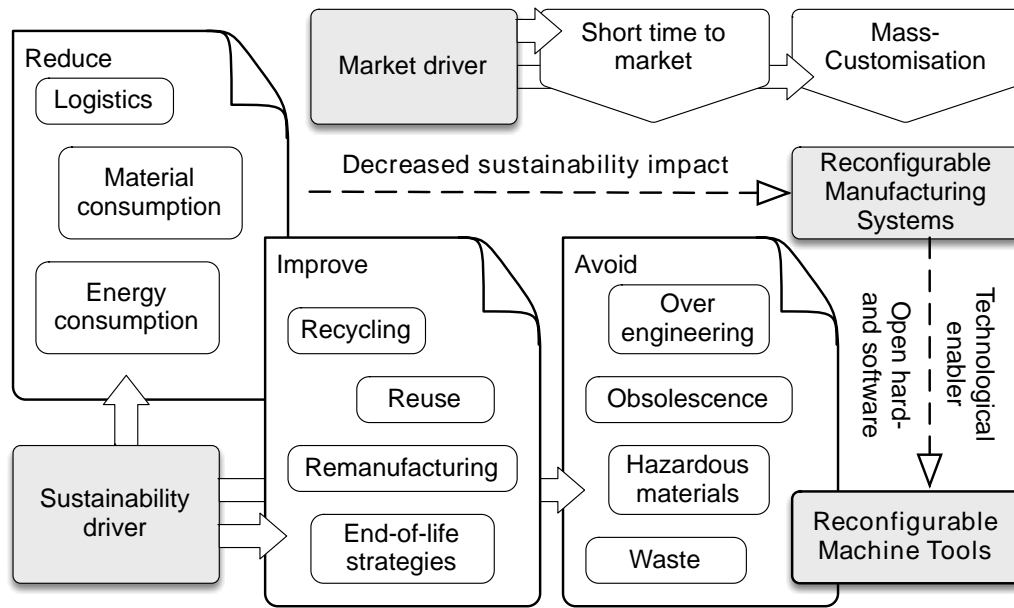 Reduce
Logistics
Material
consumption
Energy
consumption
Market driver
Short time to
market
Mass-
Customisation
Decreased sustainability impact
Reconfigurable
Manufacturing
Systems
Improve
Recycling
Reuse
Remanufacturing
End-of-life
strategies
Avoid
Over
engineering
Obsolescence
Hazardous
materials
Waste
Technological
enabler
Open hard-
and software
Sustainability
driver
Reconfigurable
Machine Tools